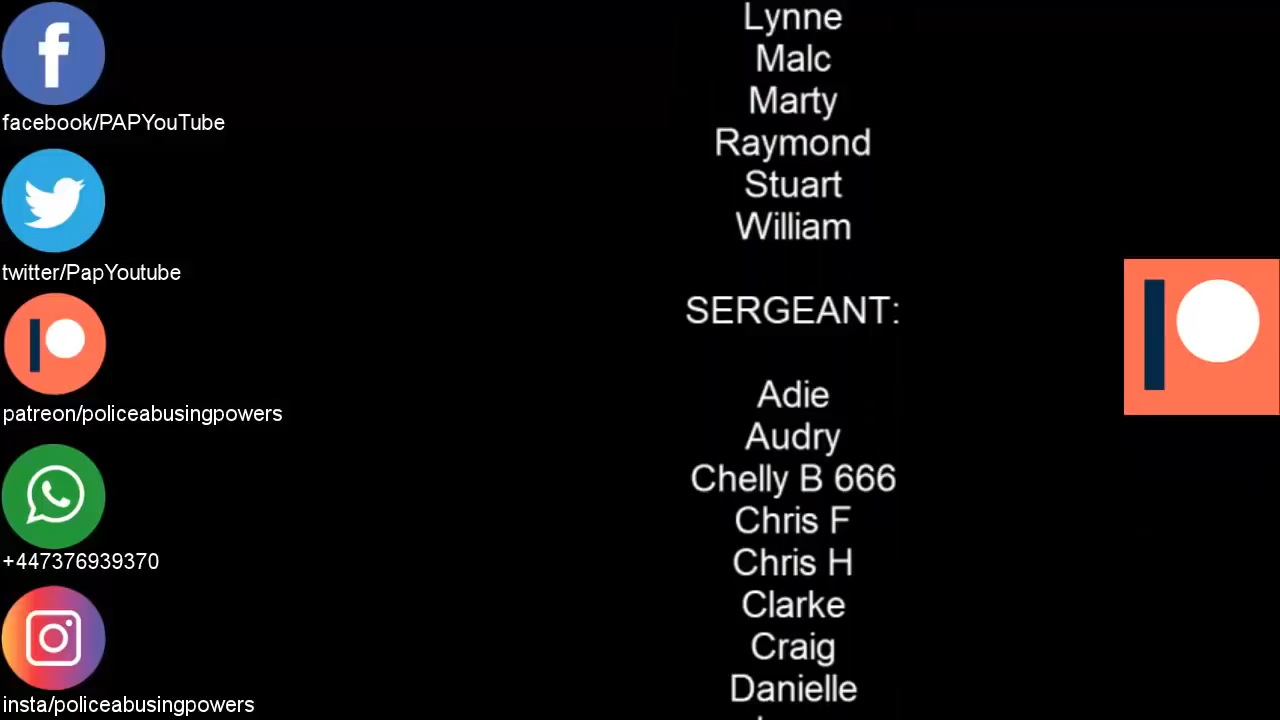 facebook/PAPYouTube
twitter/PapYoutube
patreon/policeabusingpowers
+447376939370
insta/policeabusingpowers
Lynne
Malc
Marty
Raymond
Stuart
William
SERGEANT:
Adie
Audry
Chelly B 666
Chris F
Chris H
Clarke
Craig
Danielle